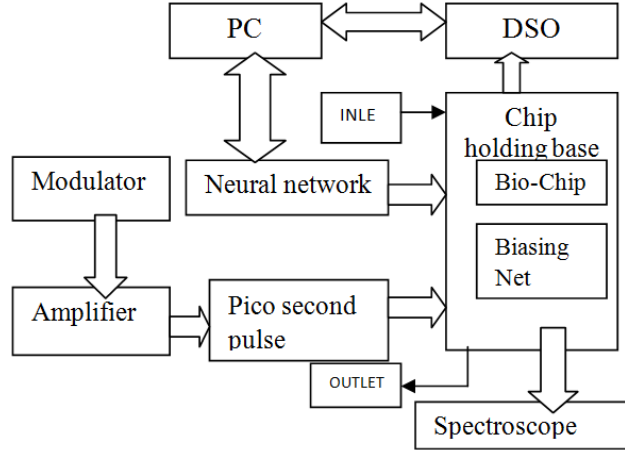 PC
DSO
INLE
Chip
holding base
Bio-Chip
Biasing
Net
Modulator
Neural network
Amplifier
Pico second
pulse
OUTLET
Spectroscope